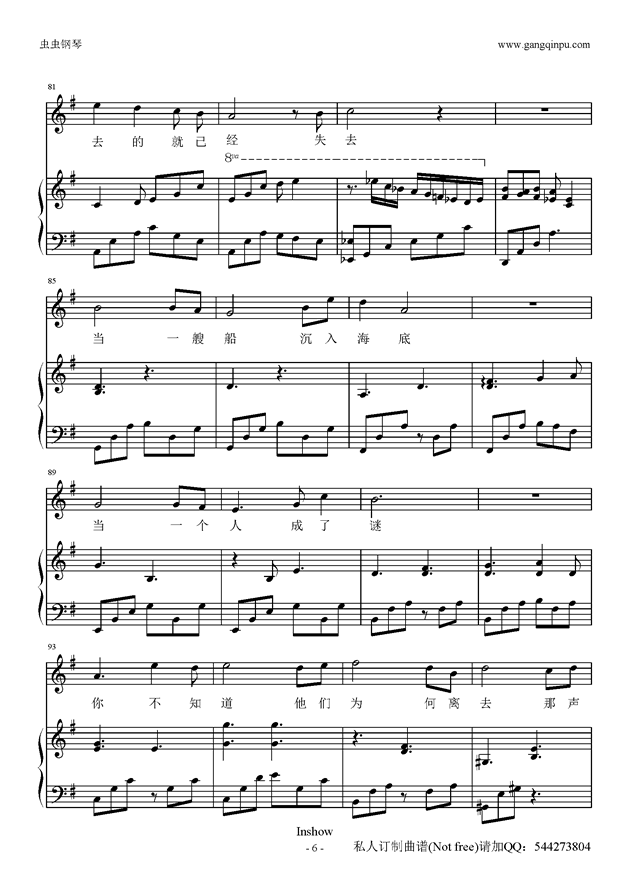 虫虫钢琴 www.gangqinpu.com
81
去 的 就 已 经 失 去
8va
85
当 一 艘 船 沉 入 海 底
89
当 一 个 人 成 了 谜
93
你 不 知 道 他 们 为 何 离 去 那 声
Inshow
- 6 - 私人订制曲谱(Not free)请加QQ：544273804